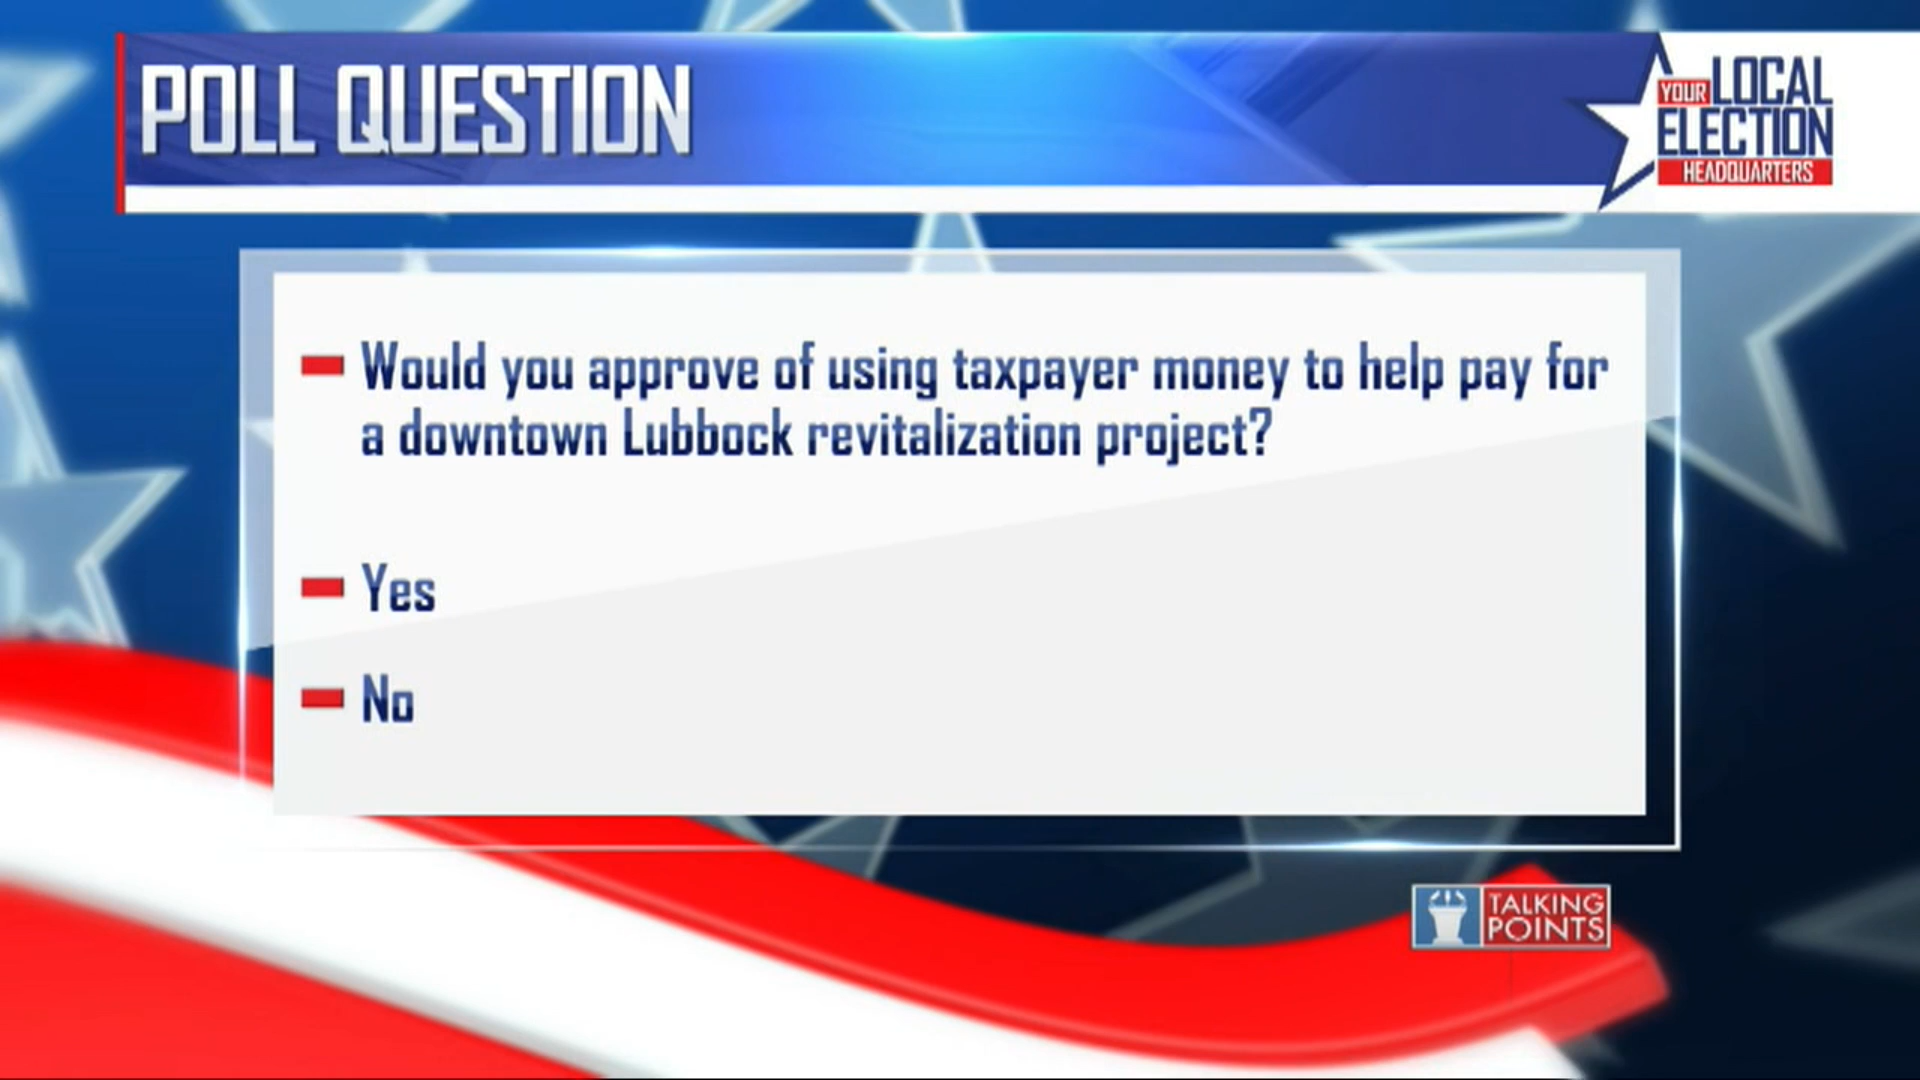 POLL QUESTION
YOUR LOCAL
ELECTION
HEADQUARTERS
Would you approve of using taxpayer money to help pay for
a downtown Lubbock revitalization project?
Yes
No
TALKING
POINTS